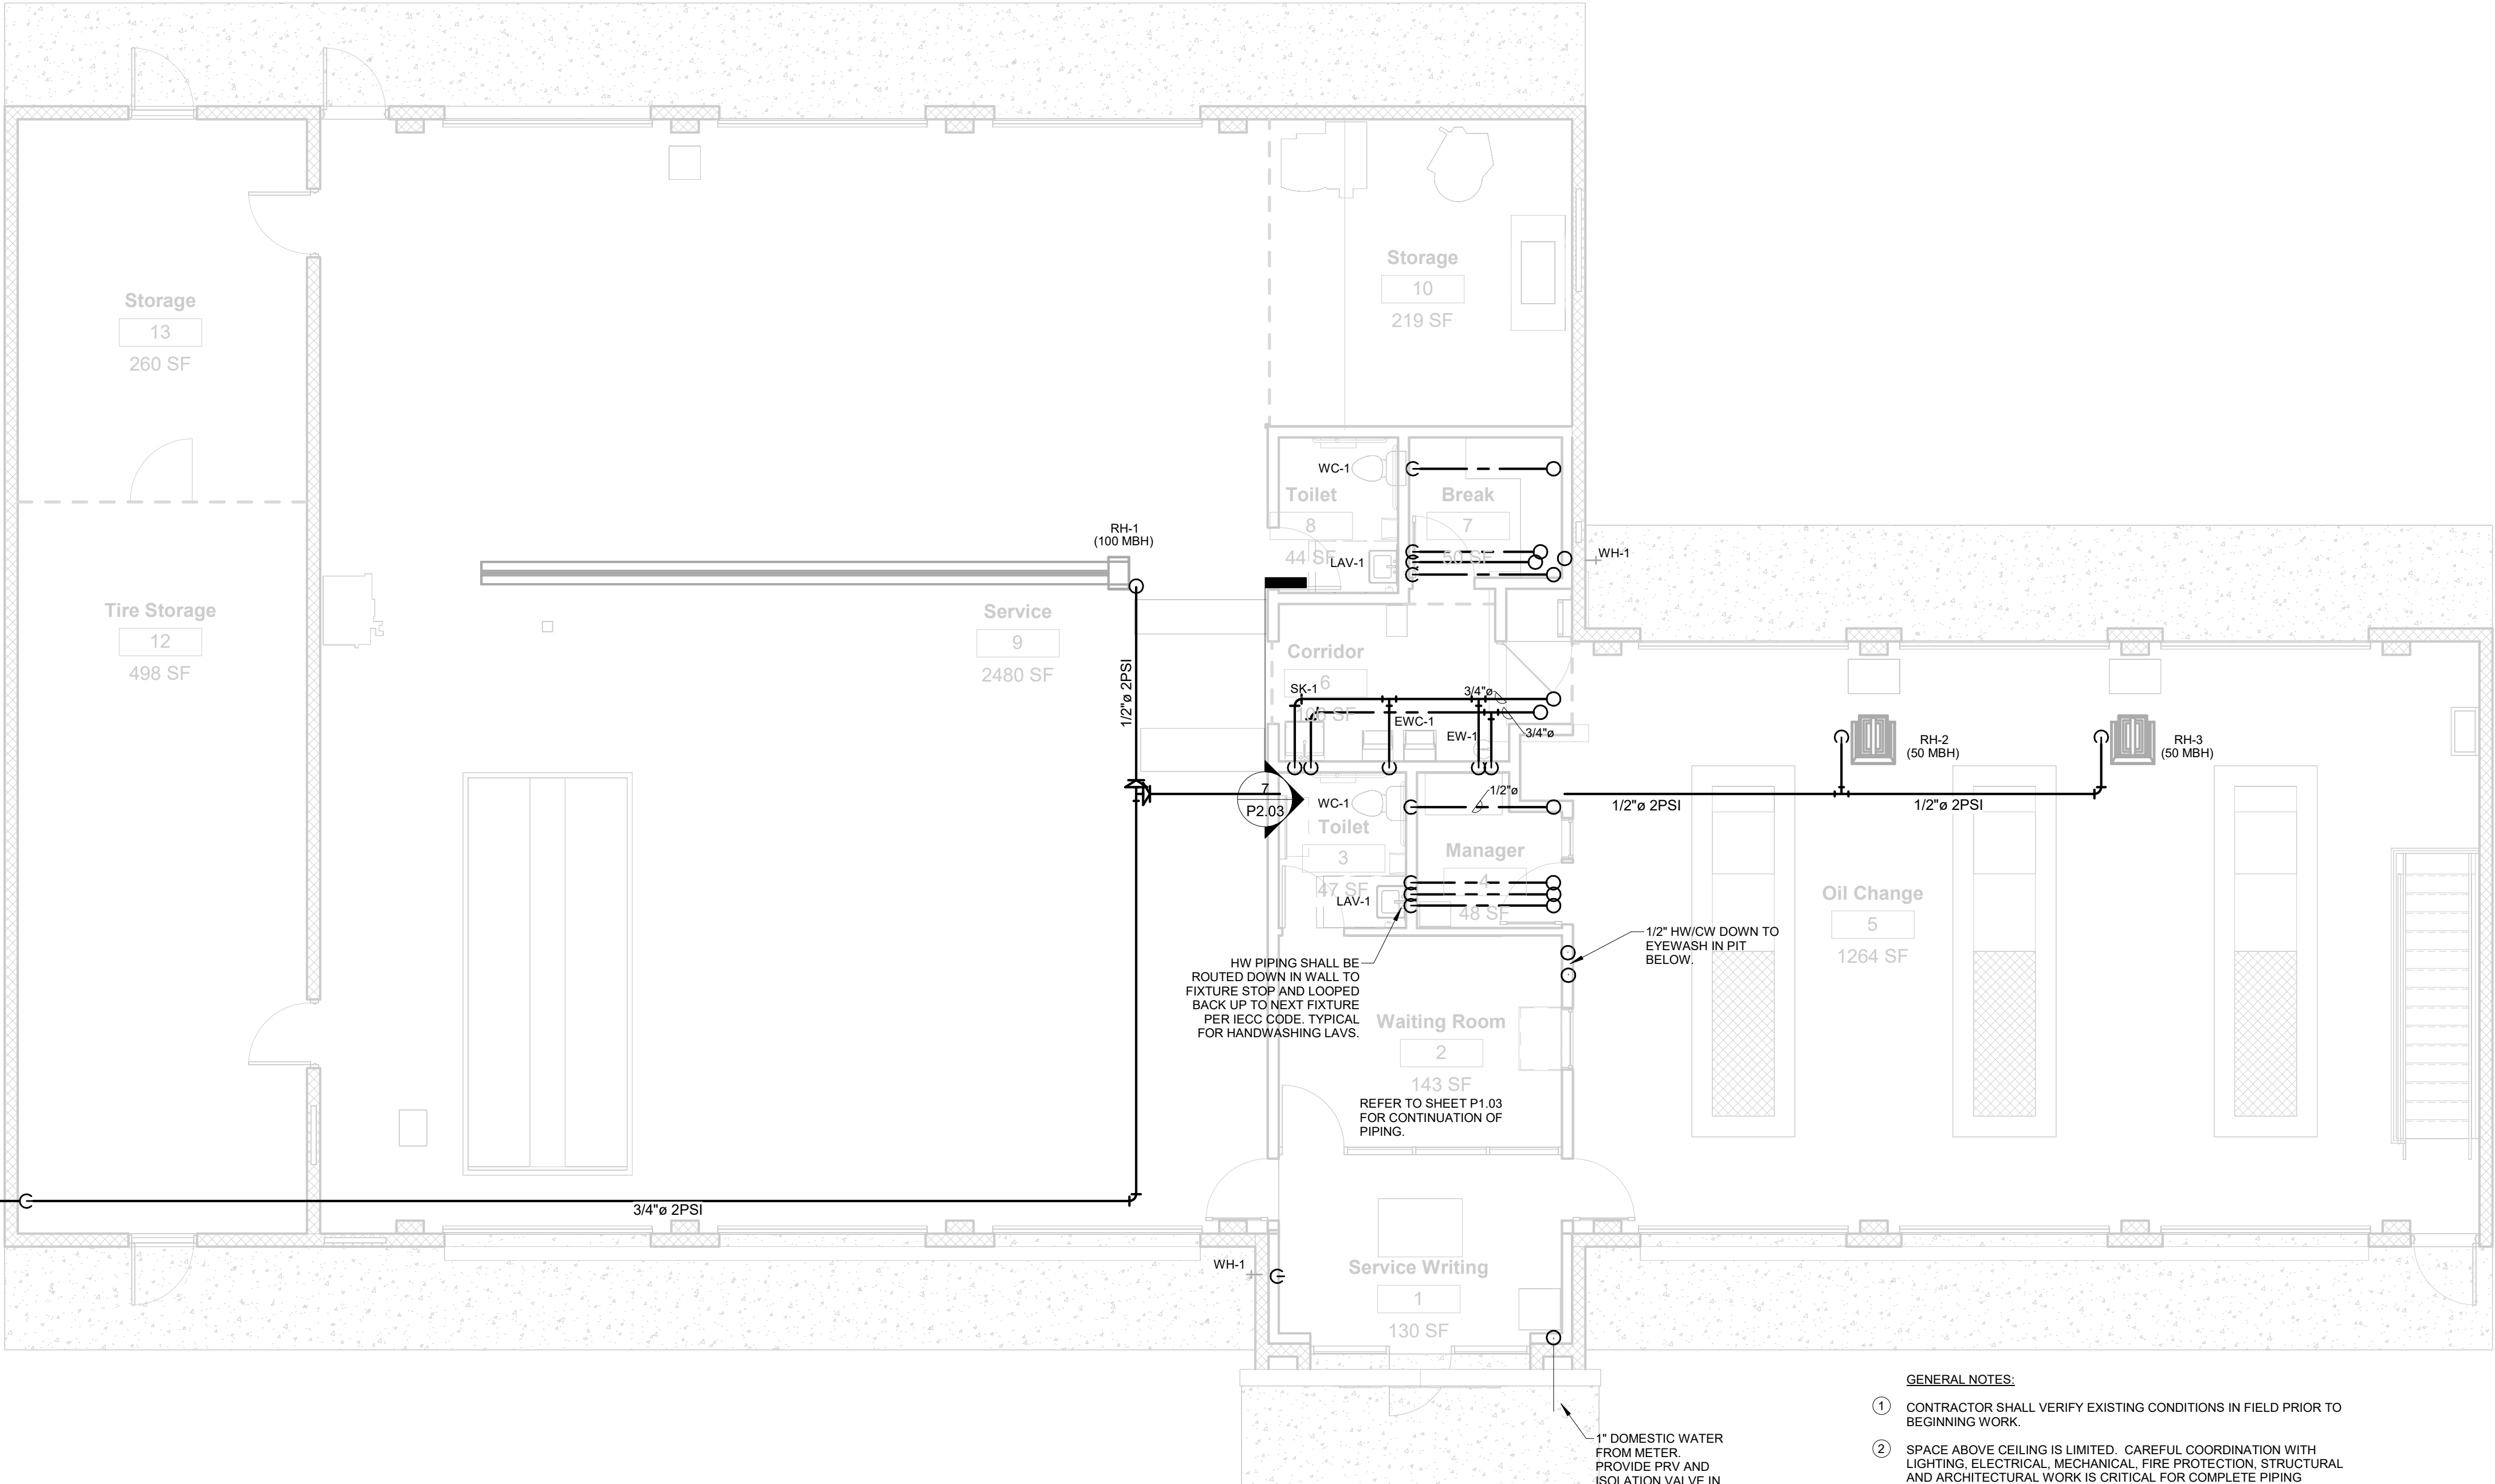 Storage
10
219 SF
Storage
13
260 SF
WC-1
Toilet
8
44 SF
LAV-1
Break
7
50 SF
WH-1
RH-1
(100 MBH)
Tire Storage
12
498 SF
Service
9
2480 SF
1/2"ø 2PSI
Corridor
6
SK-1
3/4"ø
EWC-1
EW-1
3/4"ø
RH-2
(50 MBH)
RH-3
(50 MBH)
7
P2.03
WC-1
Toilet
3
47 SF
LAV-1
1/2"ø
Manager
4
48 SF
1/2"ø 2PSI
1/2"ø 2PSI
Oil Change
5
1264 SF
1/2" HW/CW DOWN TO
EYEWASH IN PIT
BELOW.
HW PIPING SHALL BE
ROUTED DOWN IN WALL TO
FIXTURE STOP AND LOOPED
BACK UP TO NEXT FIXTURE
PER IECC CODE. TYPICAL
FOR HANDWASHING LAVS.
Waiting Room
2
143 SF
REFER TO SHEET P1.03
FOR CONTINUATION OF
PIPING.
3/4"ø 2PSI
WH-1
Service Writing
1
130 SF
1" DOMESTIC WATER
FROM METER.
PROVIDE PRV AND
ISOLATION VALVE IN
GENERAL NOTES:
1 CONTRACTOR SHALL VERIFY EXISTING CONDITIONS IN FIELD PRIOR TO
BEGINNING WORK.
2 SPACE ABOVE CEILING IS LIMITED. CAREFUL COORDINATION WITH
LIGHTING, ELECTRICAL, MECHANICAL, FIRE PROTECTION, STRUCTURAL
AND ARCHITECTURAL WORK IS CRITICAL FOR COMPLETE PIPING